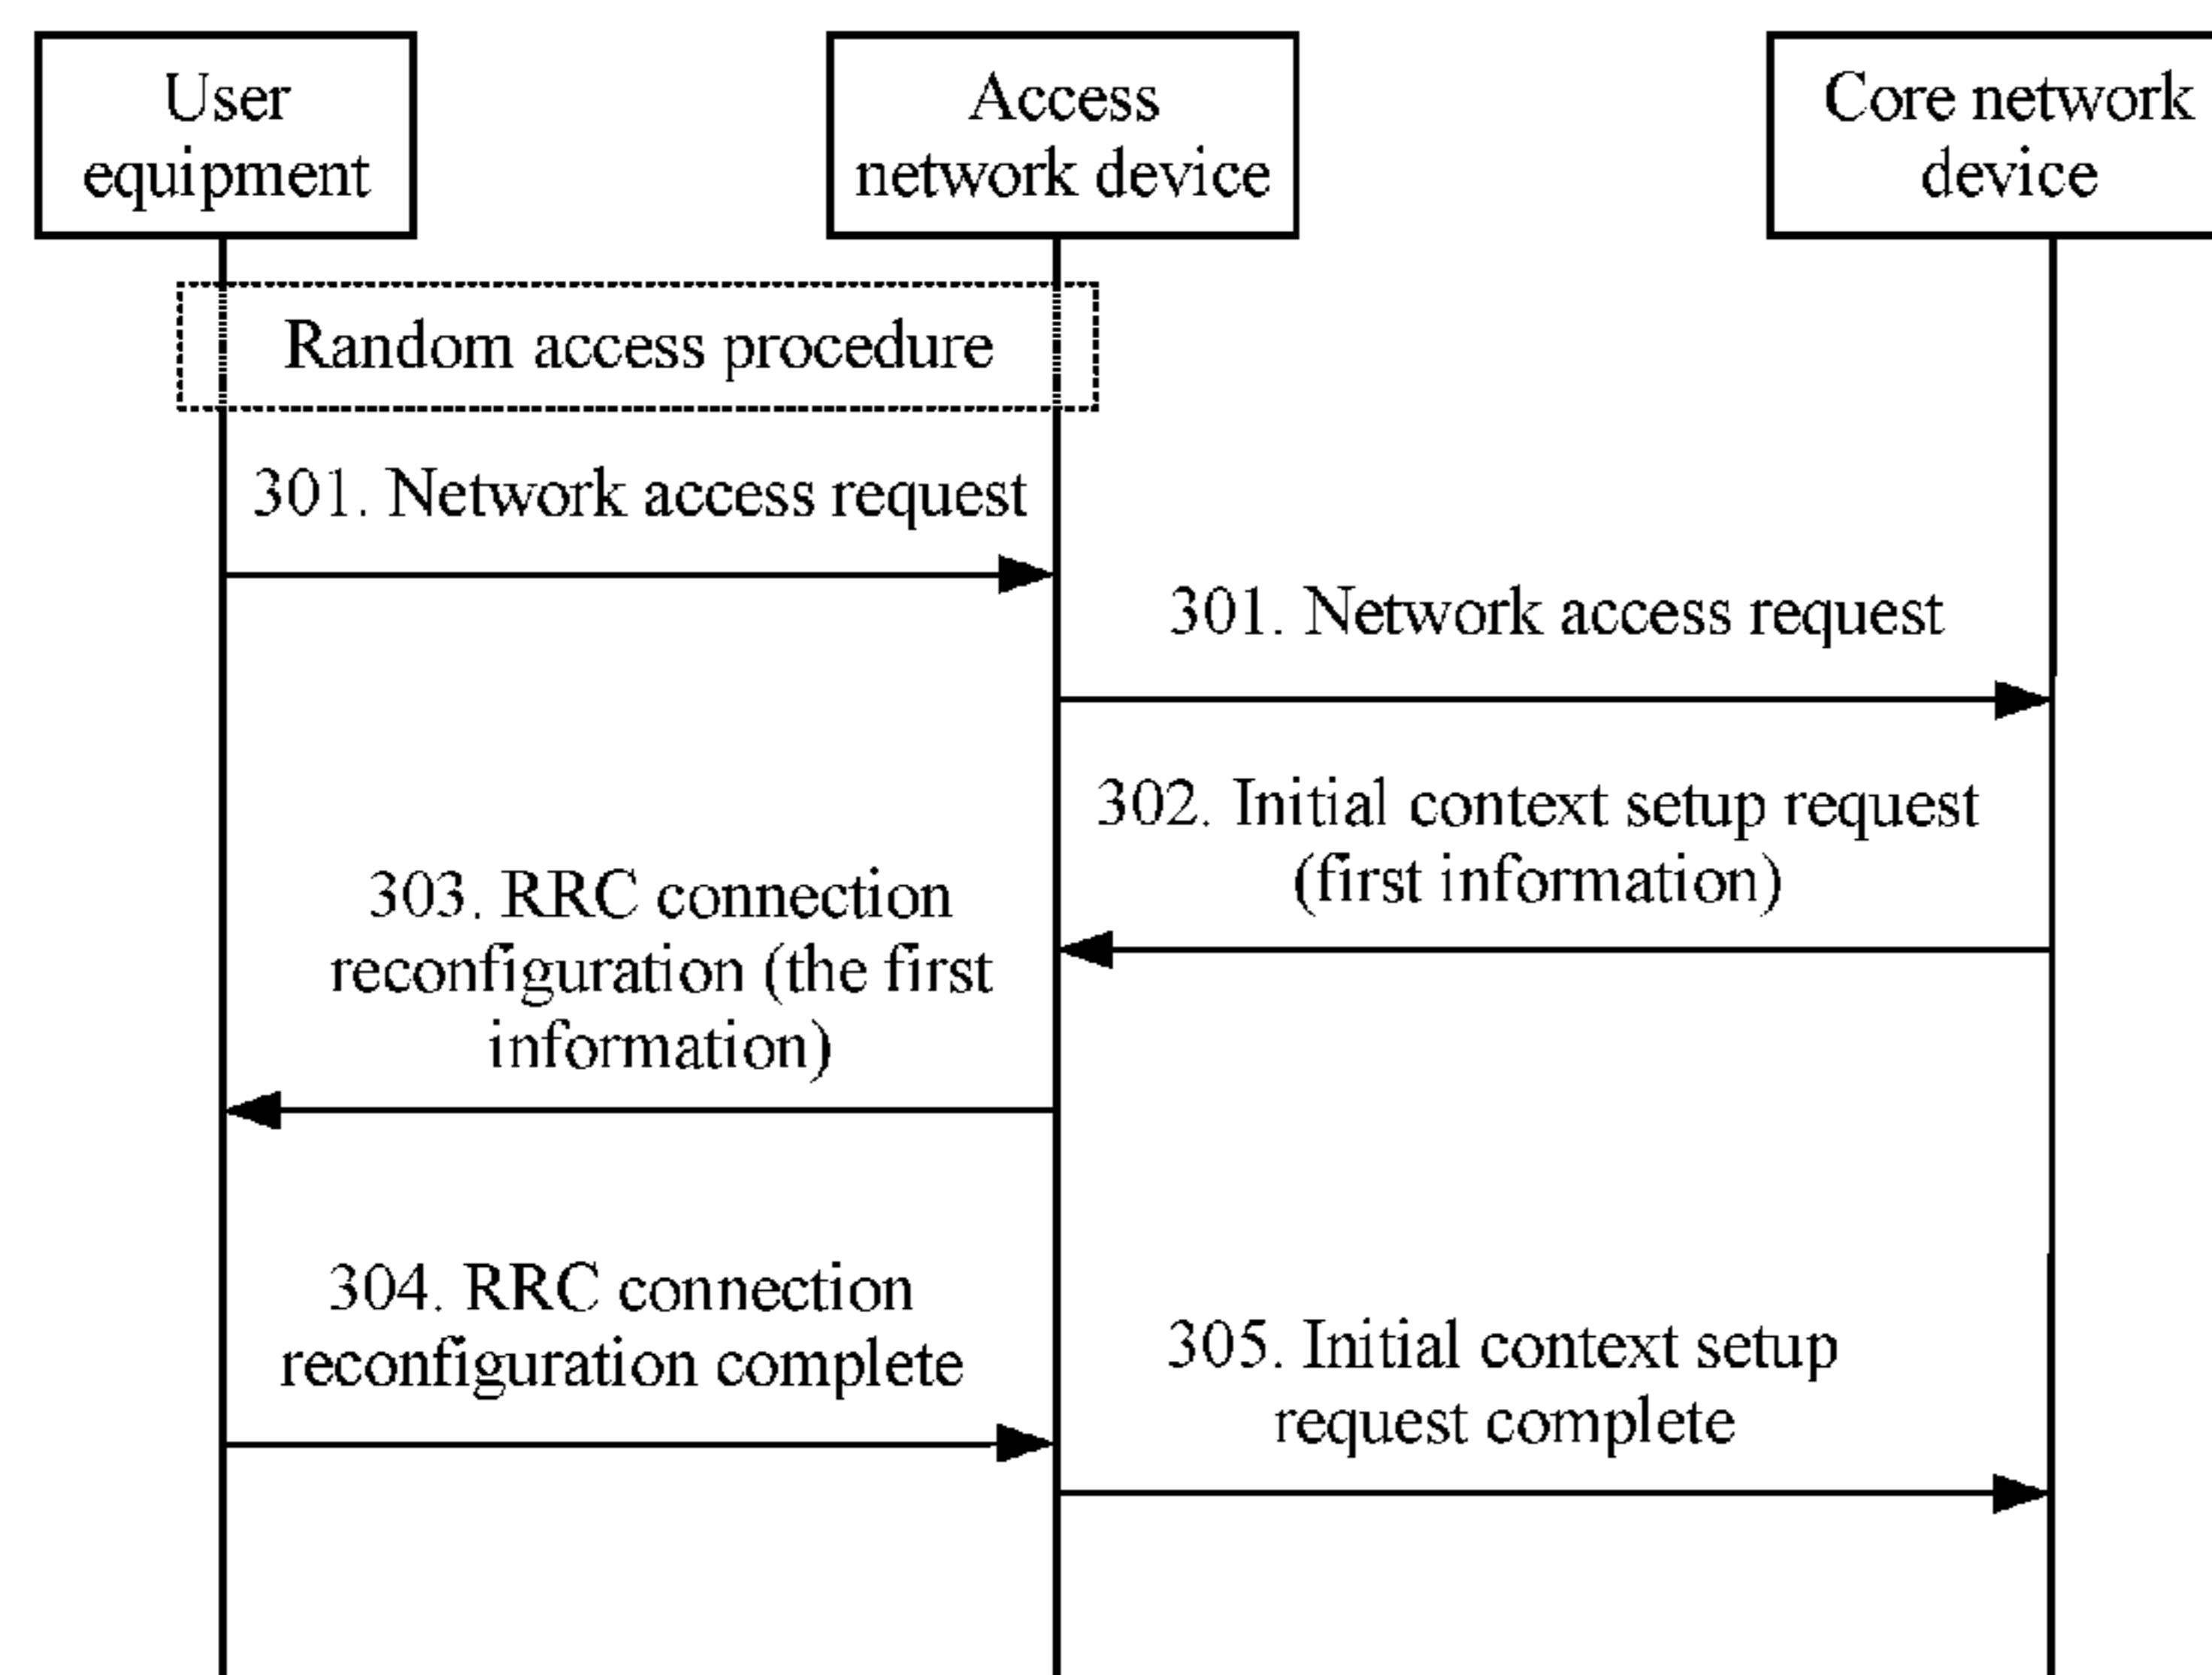 User
equipment
Access
network device
Core network
device
Random access procedure
301. Network access request
301. Network access request
302. Initial context setup request
(first information)
303. RRC connection
reconfiguration (the first
information)
304. RRC connection
reconfiguration complete
305. Initial context setup
request complete